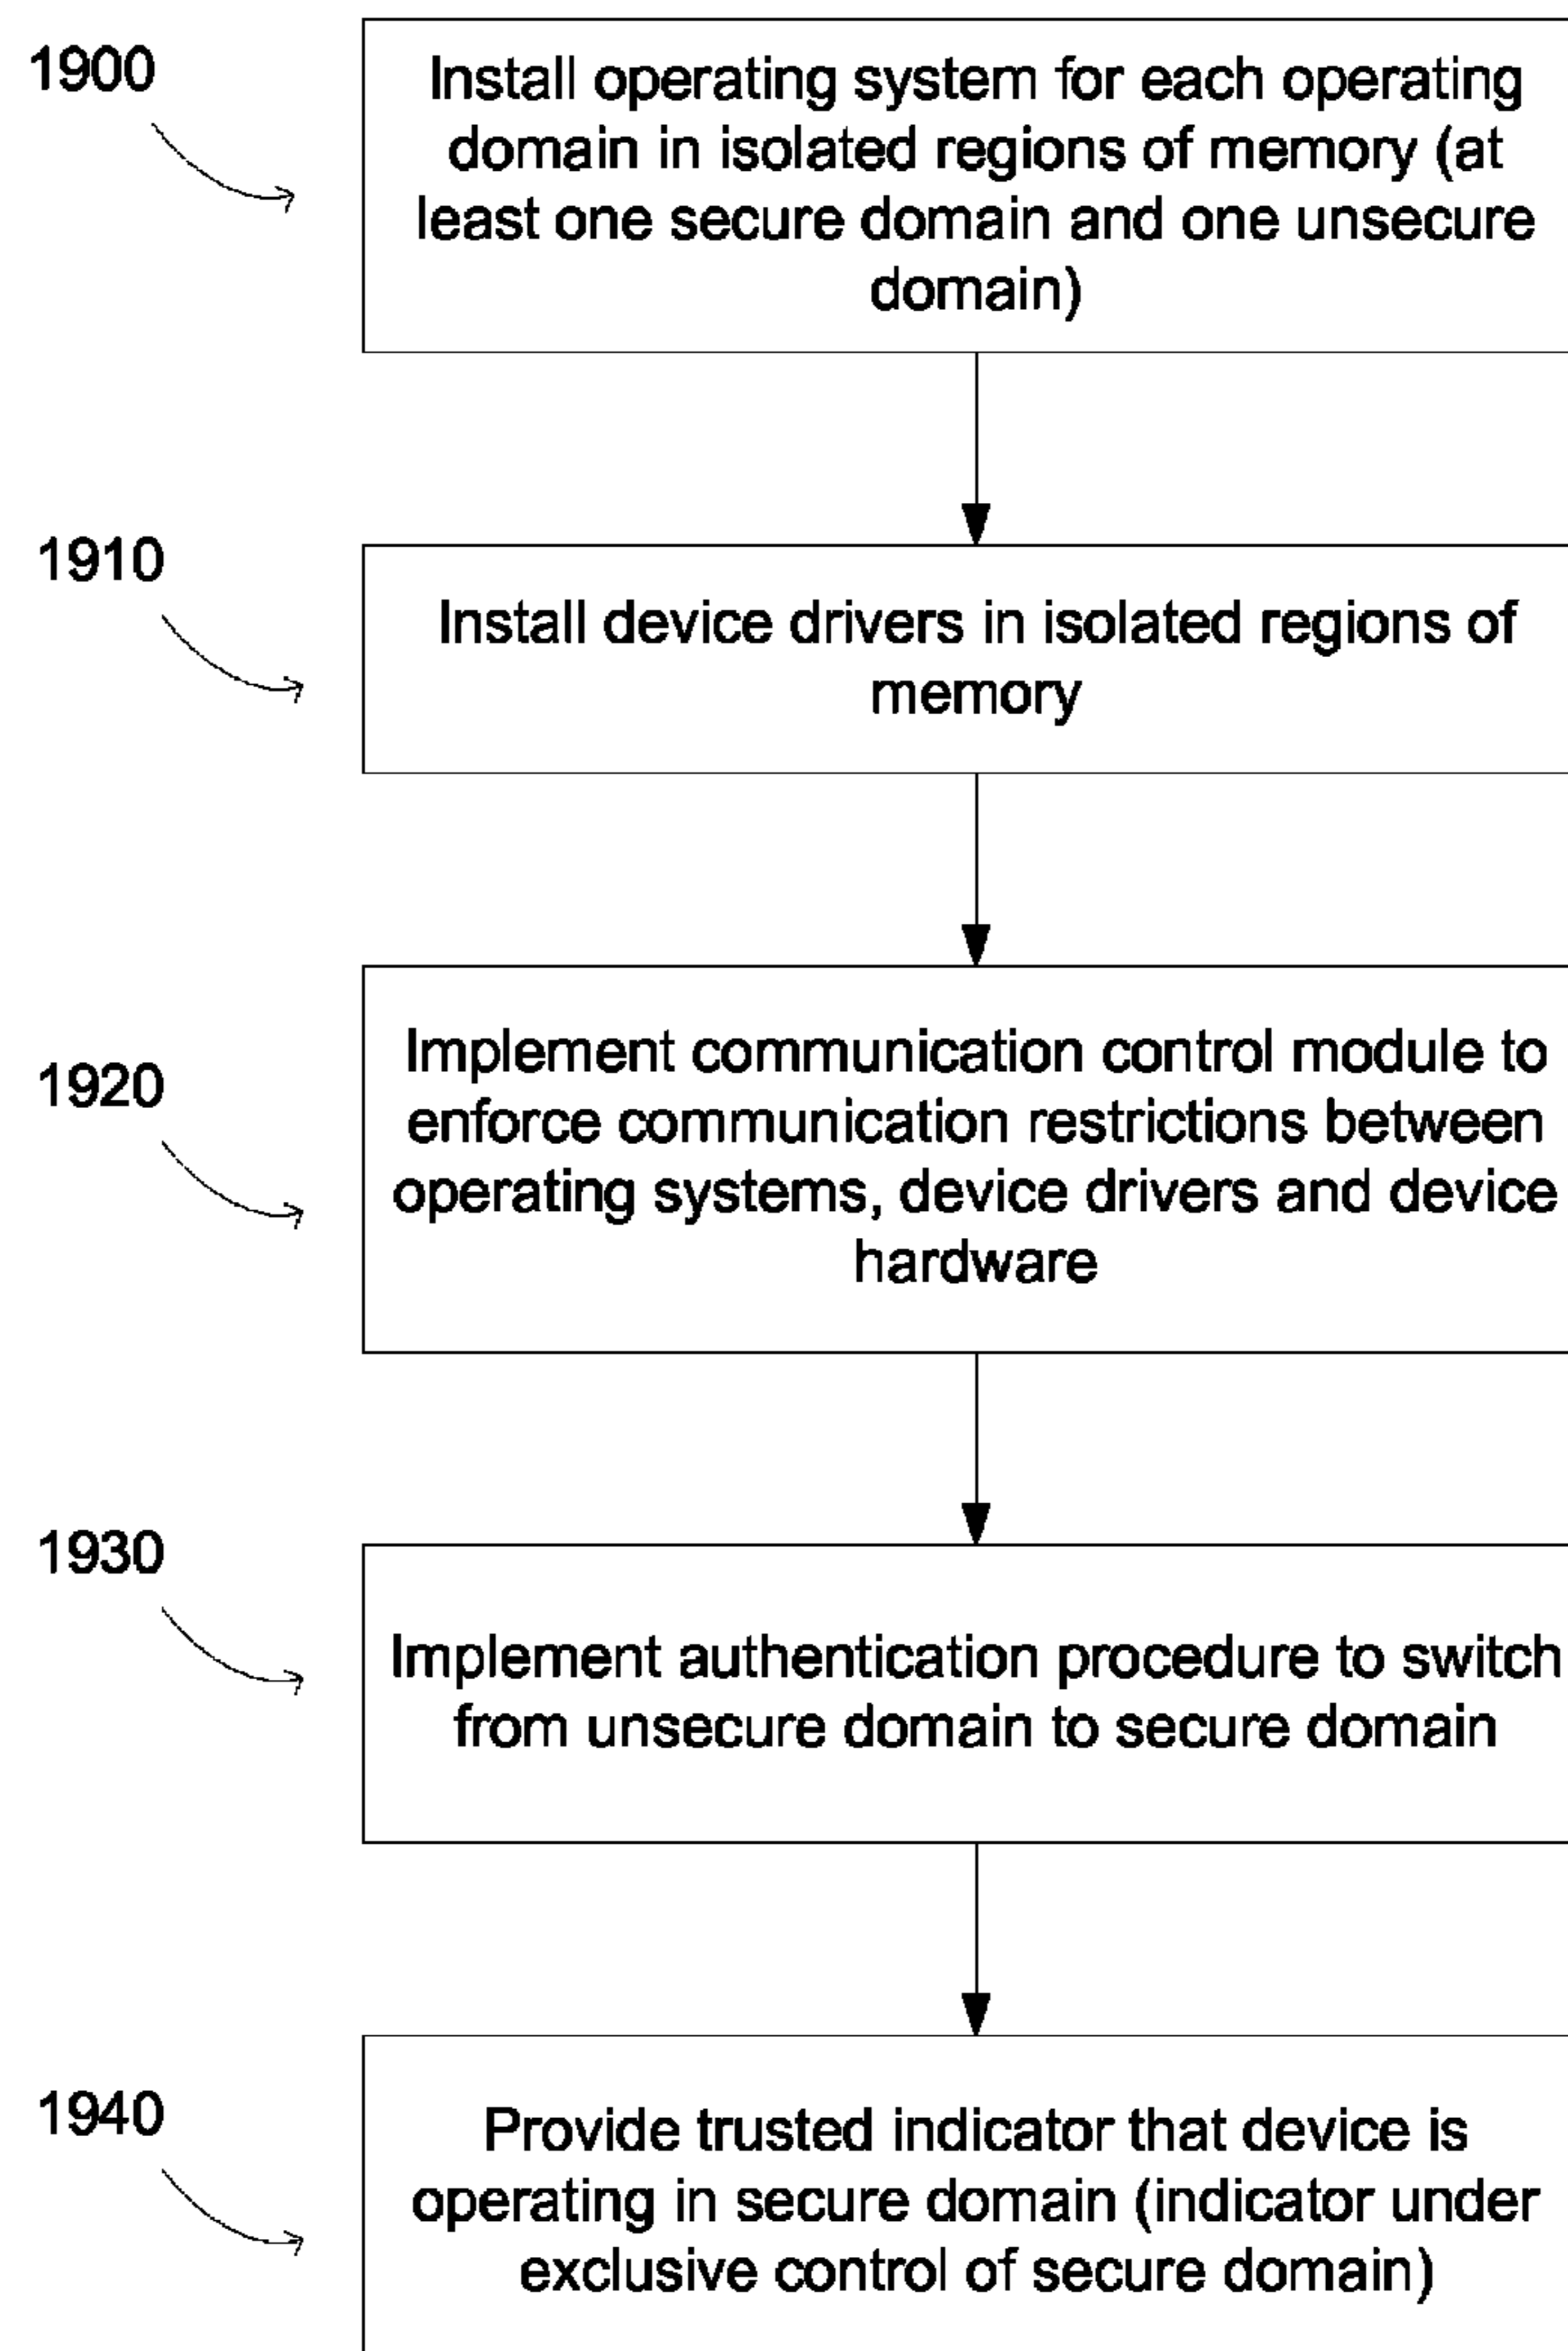 1900
Install operating system for each operating
domain in isolated regions of memory (at
least one secure domain and one unsecure
domain)
1910
Install device drivers in isolated regions of
memory
1920
Implement communication control module to
enforce communication restrictions between
operating systems, device drivers and device
hardware
1930
Implement authentication procedure to switch
from unsecure domain to secure domain
1940
Provide trusted indicator that device is
operating in secure domain (indicator under
exclusive control of secure domain)